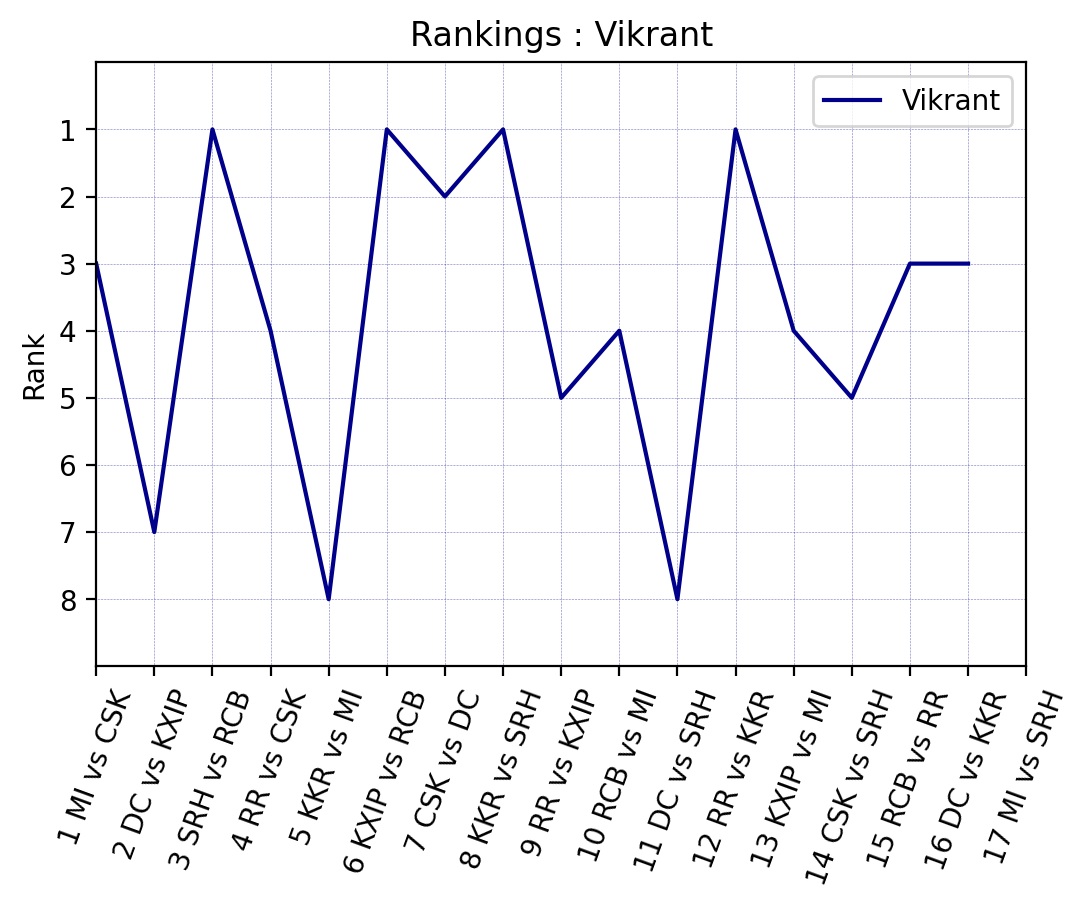 Rankings : Vikrant
Vikrant
Rank
1
2
3
4
5
6
7
8
1 MI vs CSK
2 DC vs KXIP
3 SRH vs RCB
4 RR vs CSK
5 KKR vs MI
6 KXIP vs RCB
7 CSK vs DC
8 KKR vs SRH
9 RR vs KXIP
10 RCB vs MI
11 DC vs SRH
12 RR vs KKR
13 KXIP vs MI
14 CSK vs SRH
15 RCB vs RR
16 DC vs KKR
17 MI vs SRH